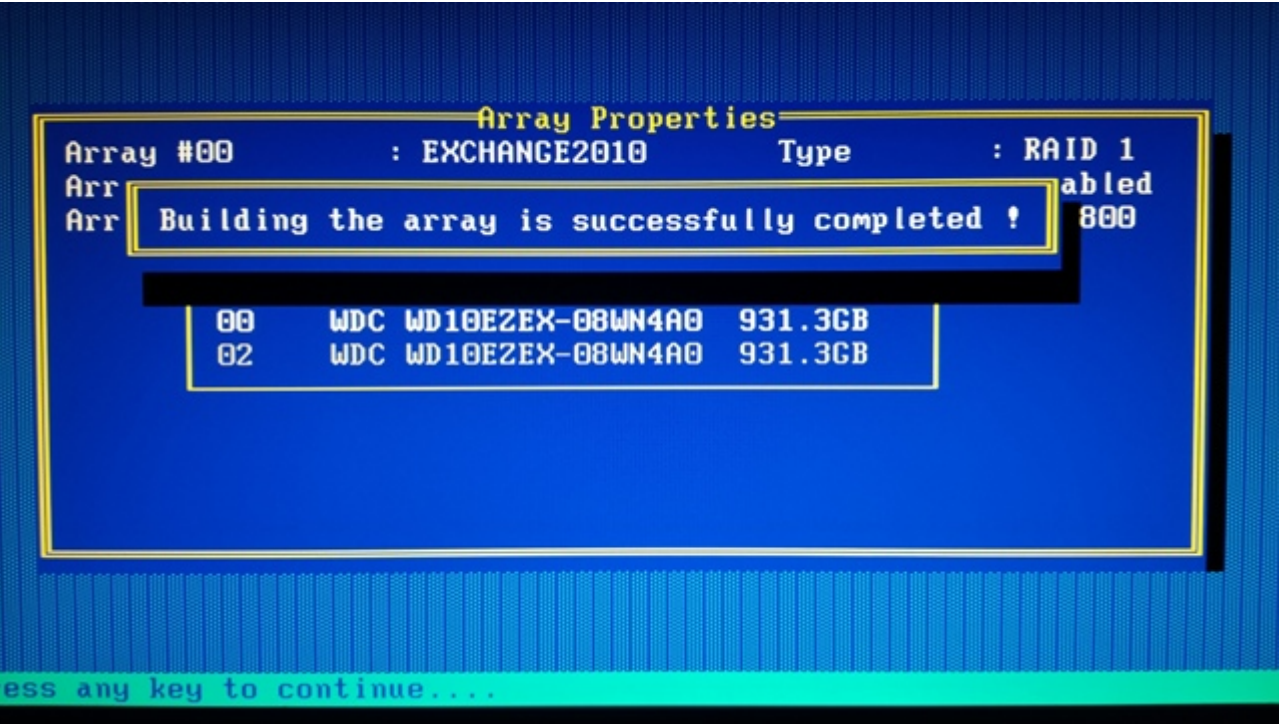 Array Properties
Array #00 : EXCHANGE2010 Type : RAID 1
Arr abled
Arr 800
Building the array is successfully completed !
00 WDC WD10EZEX-08WN4A0 931.3GB
02 WDC WD10EZEX-08WN4A0 931.3GB
ess any key to continue....